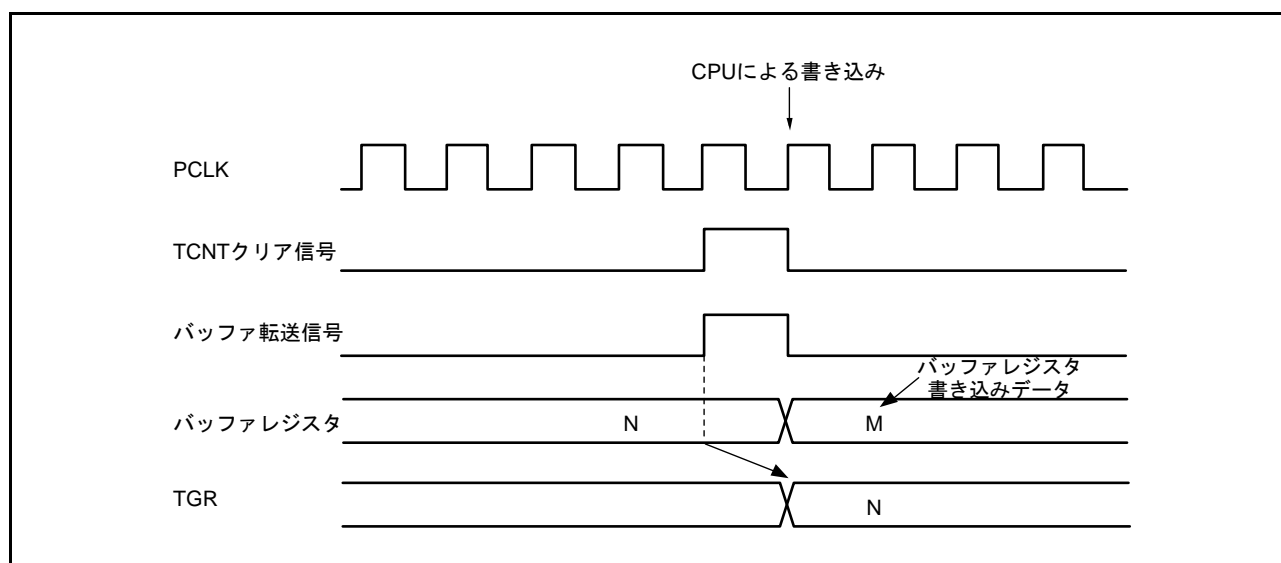 CPUによる書き込み
PCLK
TCNTクリア信号
バッファ転送信号
バッファレジスタ
書き込みデータ
バッファレジスタ
N
M
TGR
N